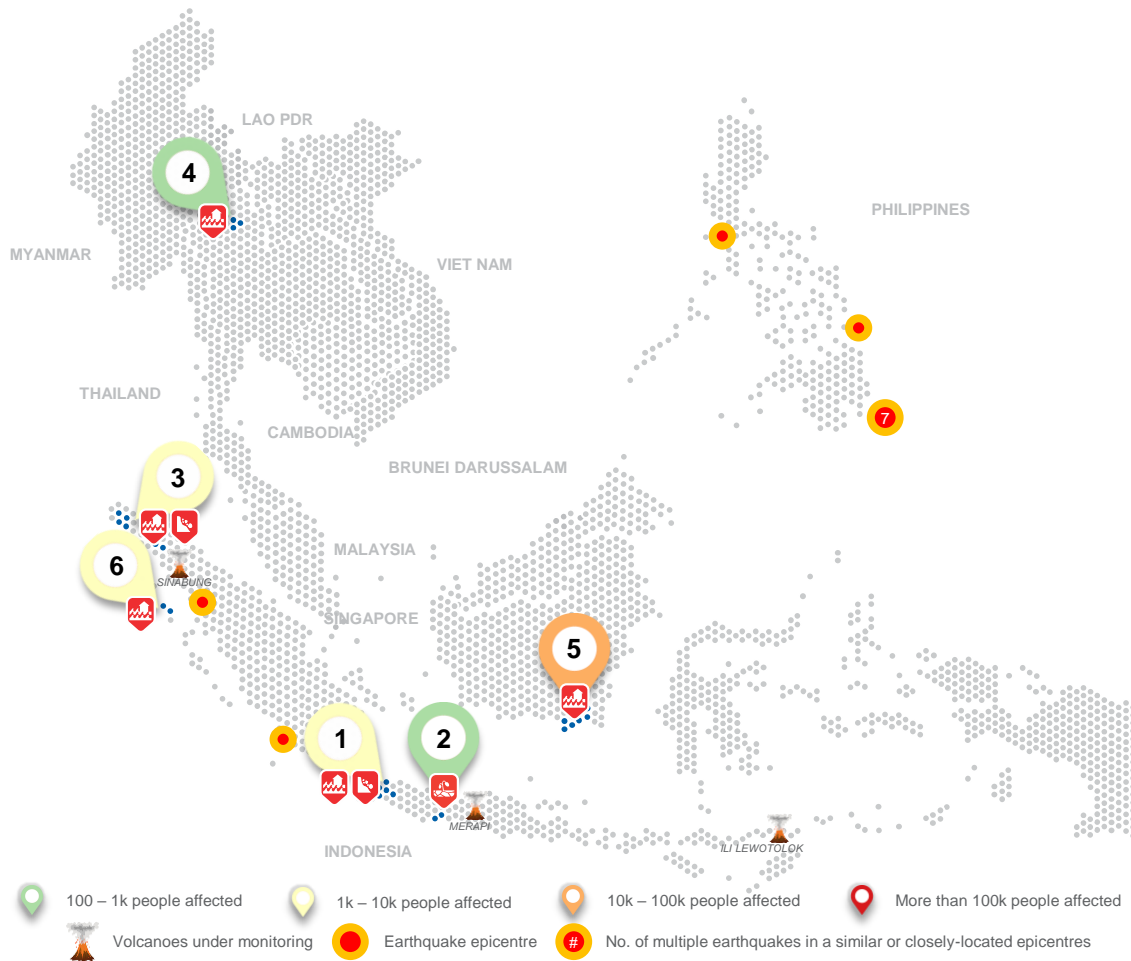 LAO PDR
4
PHILIPPINES
MYANMAR
VIET NAM
THAILAND
7
CAMBODIA
BRUNEI DARUSSALAM
3
MALAYSIA
6
SINABUNG
SINGAPORE
5
1
2
MERAPI
INDONESIA
ILI LEWOTOLOK
100 – 1k people affected
1k – 10k people affected
10k – 100k people affected
More than 100k people affected
Volcanoes under monitoring
Earthquake epicentre
#
No. of multiple earthquakes in a similar or closely-located epicentres